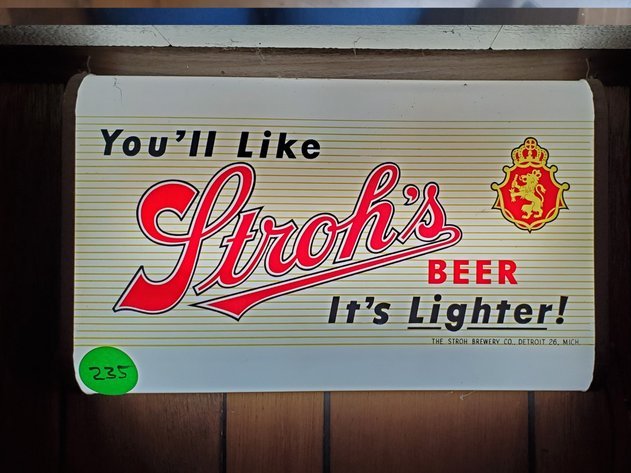 You'll Like
Stroh's
BEER
It's Lighter!
THE STROH BREWERY CO., DETROIT 26, MICH.
235